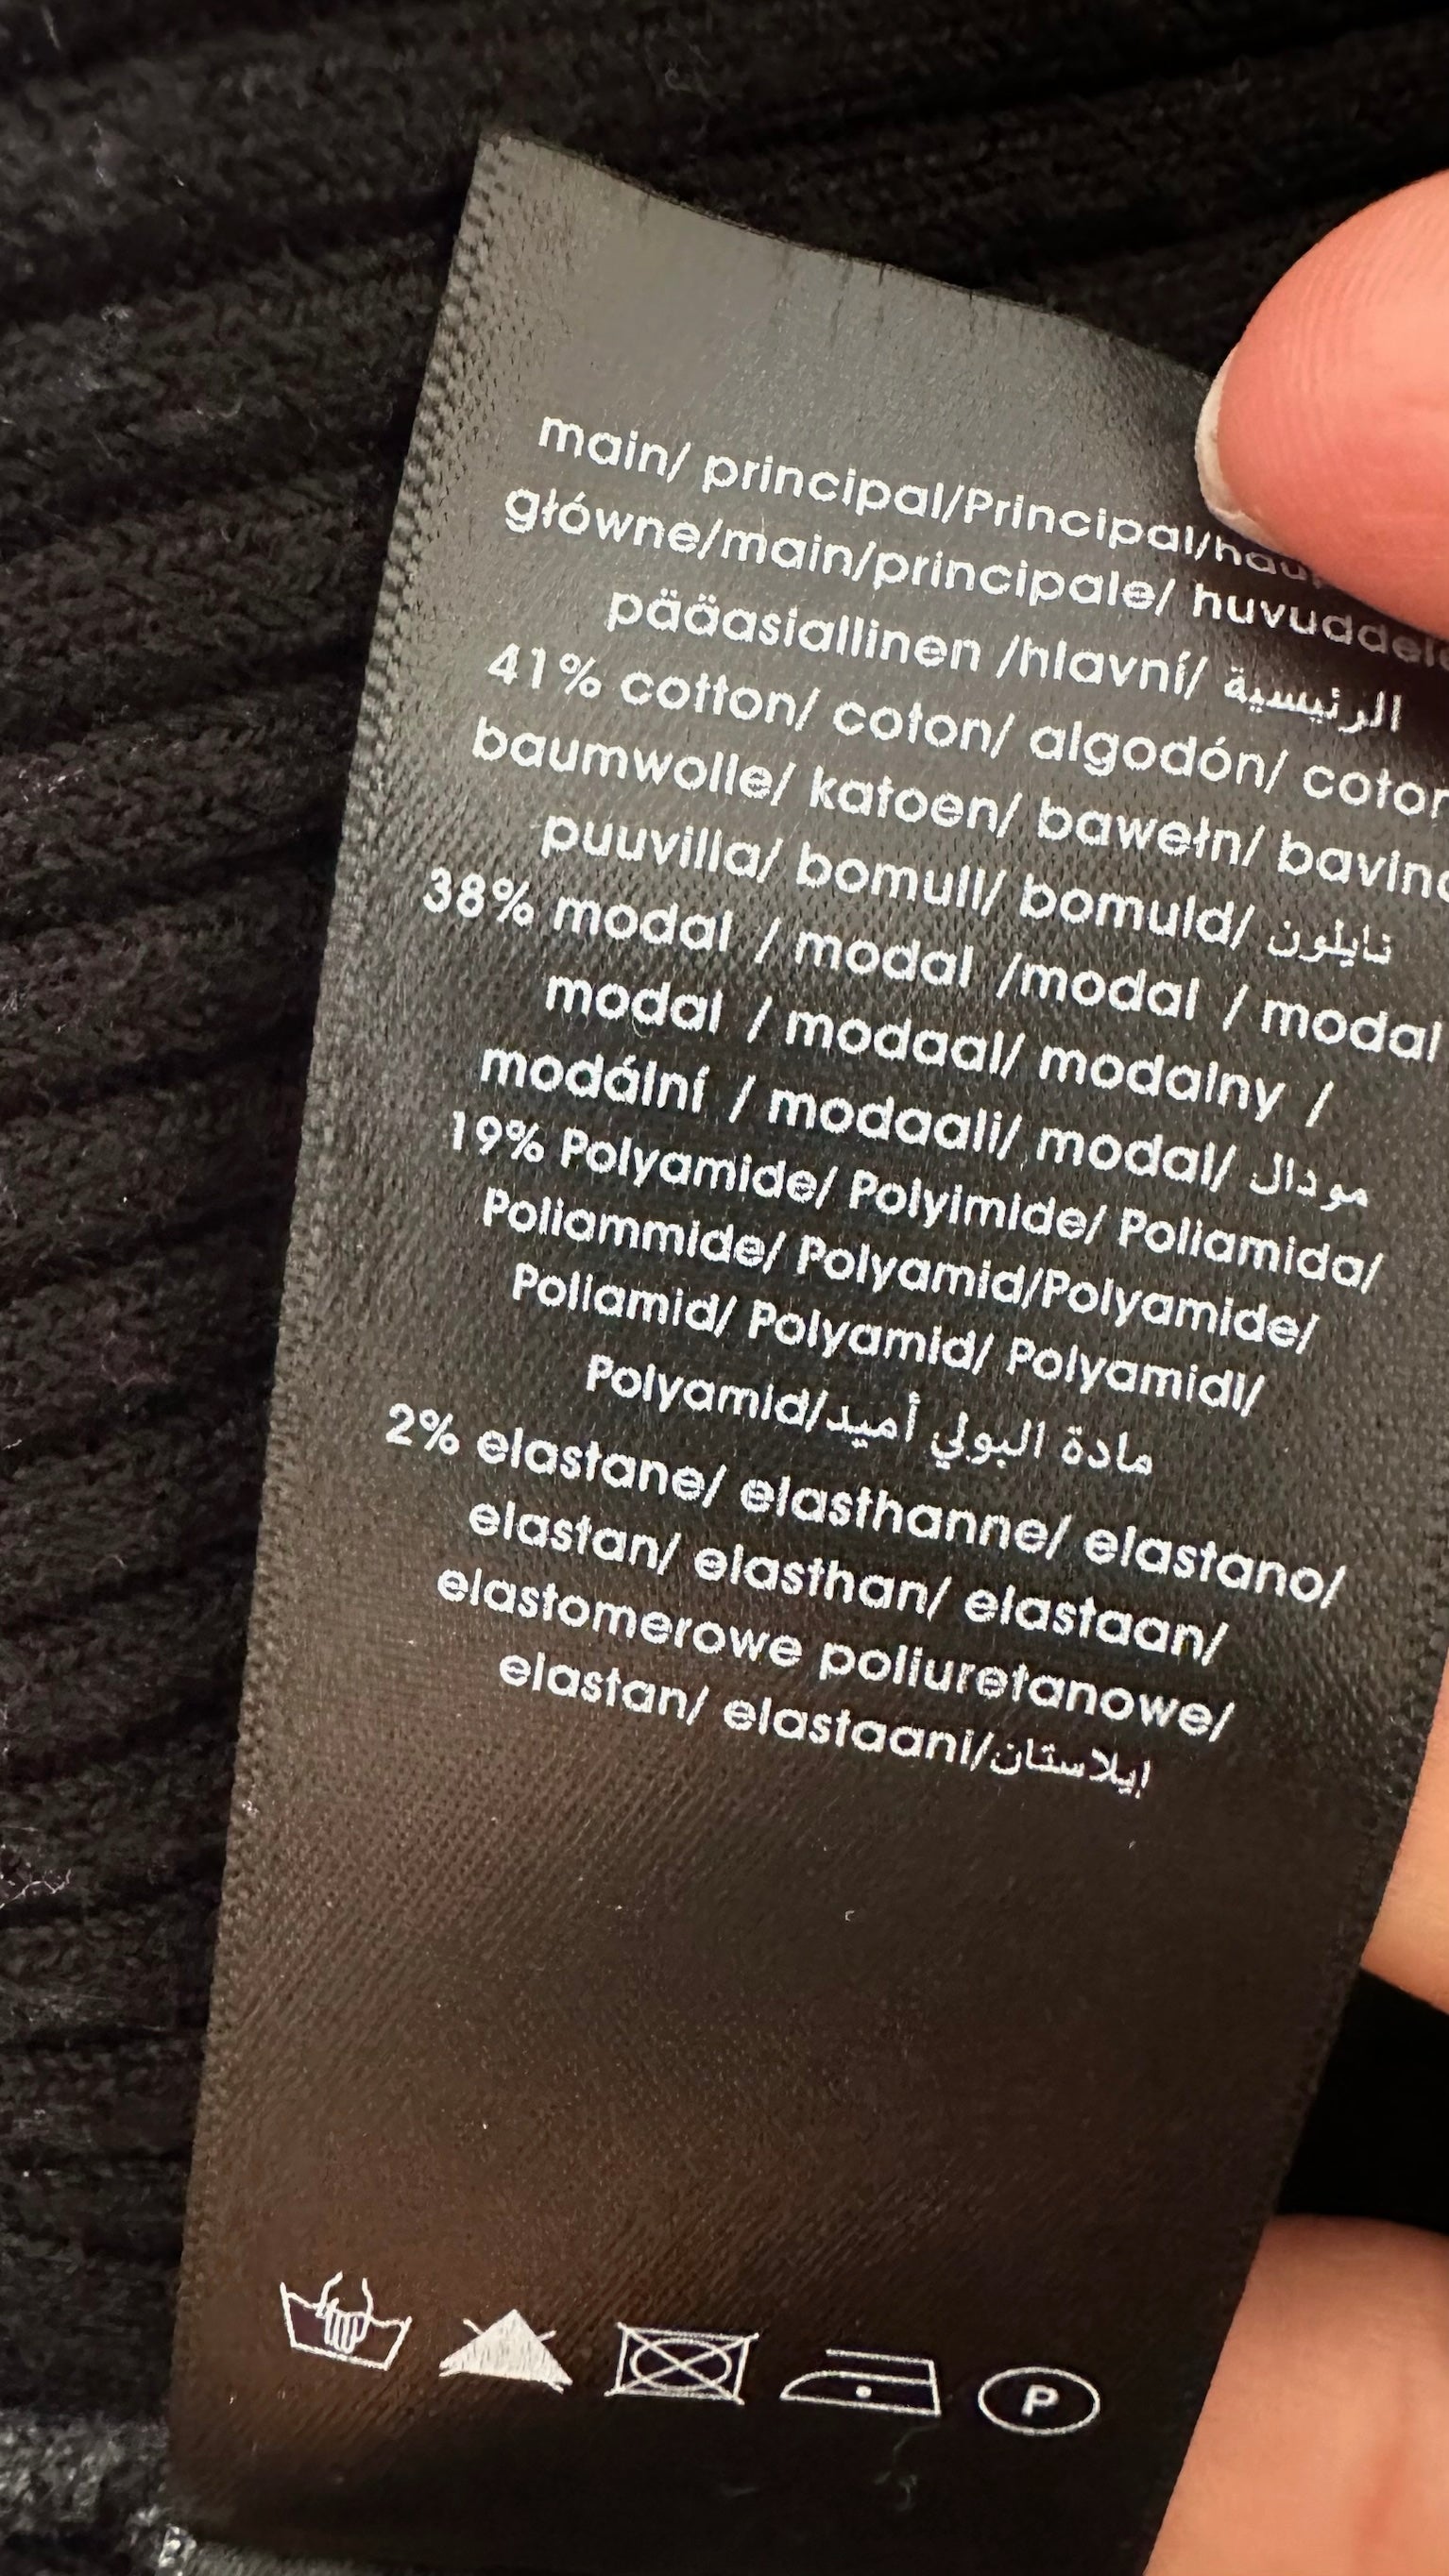 main/ principal/Principal/
główne/main/principale/
pääasiallinen /hlavní/ الرئيسية
41% cotton/ coton/ algodón/
baumwolle/ katoen/ bawełn/
puuvilla/ bomull/ bomuld/ نايلون
38% modal / modal /modal / modal
modal / modaal/ modalny /
modální / modaali/ modal/ مودال
19% Polyamide/ Polyimide/ Poliamida/
Poliammide/ Polyamid/Polyamide/
Poliamid/ Polyamid/ Polyamidi/
Polyamid/مادة البولي أميد
2% elastane/ elasthanne/ elastano/
elastan/ elasthan/ elastaan/
elastomerowe poliuretanowe/
elastan/ elastaani/إيلاستان
P